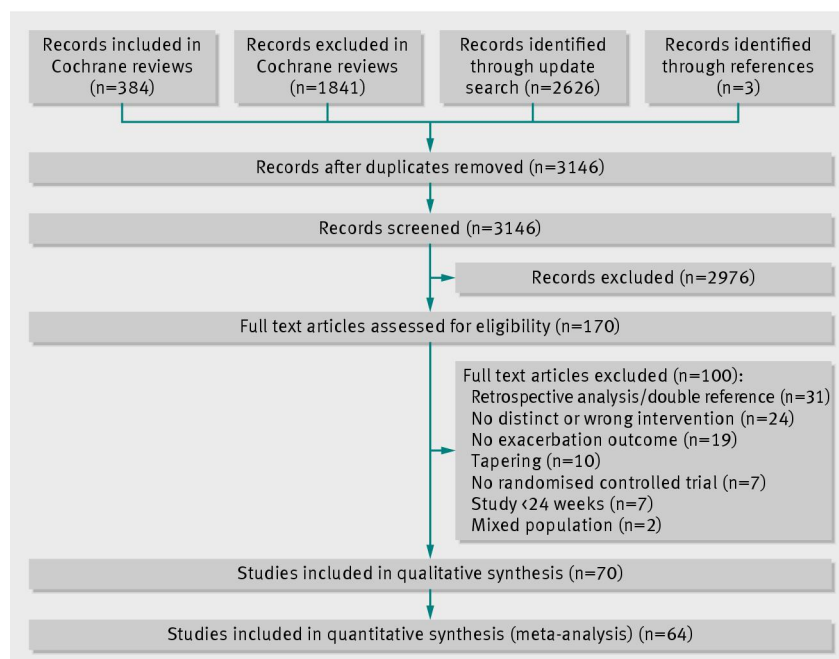 Records included in
Cochrane reviews
(n=384)
Records excluded in
Cochrane reviews
(n=1841)
Records identified
through update
search (n=2626)
Records identified
through references
(n=3)
Records after duplicates removed (n=3146)
Records screened (n=3146)
Records excluded (n=2976)
Full text articles assessed for eligibility (n=170)
Full text articles excluded (n=100):
Retrospective analysis/double reference (n=31)
No distinct or wrong intervention (n=24)
No exacerbation outcome (n=19)
Tapering (n=10)
No randomised controlled trial (n=7)
Study <24 weeks (n=7)
Mixed population (n=2)
Studies included in qualitative synthesis (n=70)
Studies included in quantitative synthesis (meta-analysis) (n=64)